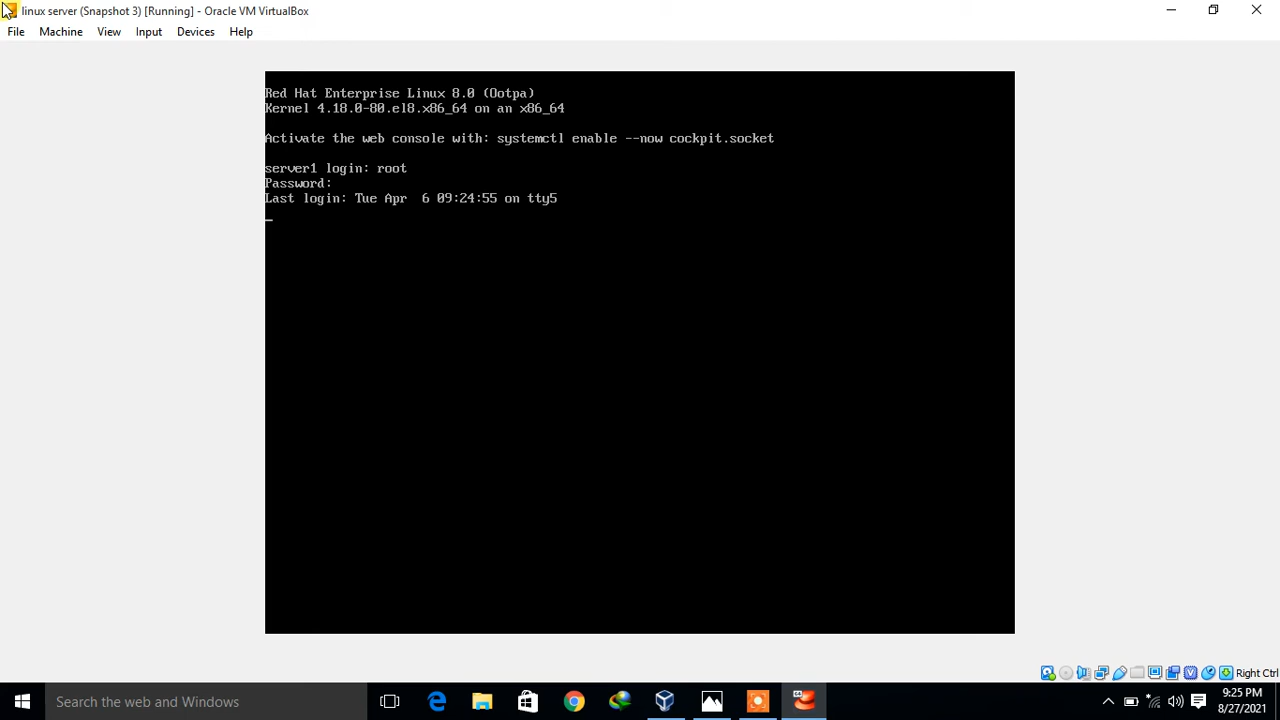 linux server (Snapshot 3) [Running] - Oracle VM VirtualBox
File Machine View Input Devices Help
Red Hat Enterprise Linux 8.0 (Ootpa)
Kernel 4.18.0-80.el8.x86_64 on an x86_64
Activate the web console with: systemctl enable --now cockpit.socket
server1 login: root
Password:
Last login: Tue Apr  6 09:24:55 on tty5
_
Right Ctrl
Search the web and Windows
9:25 PM
8/27/2021